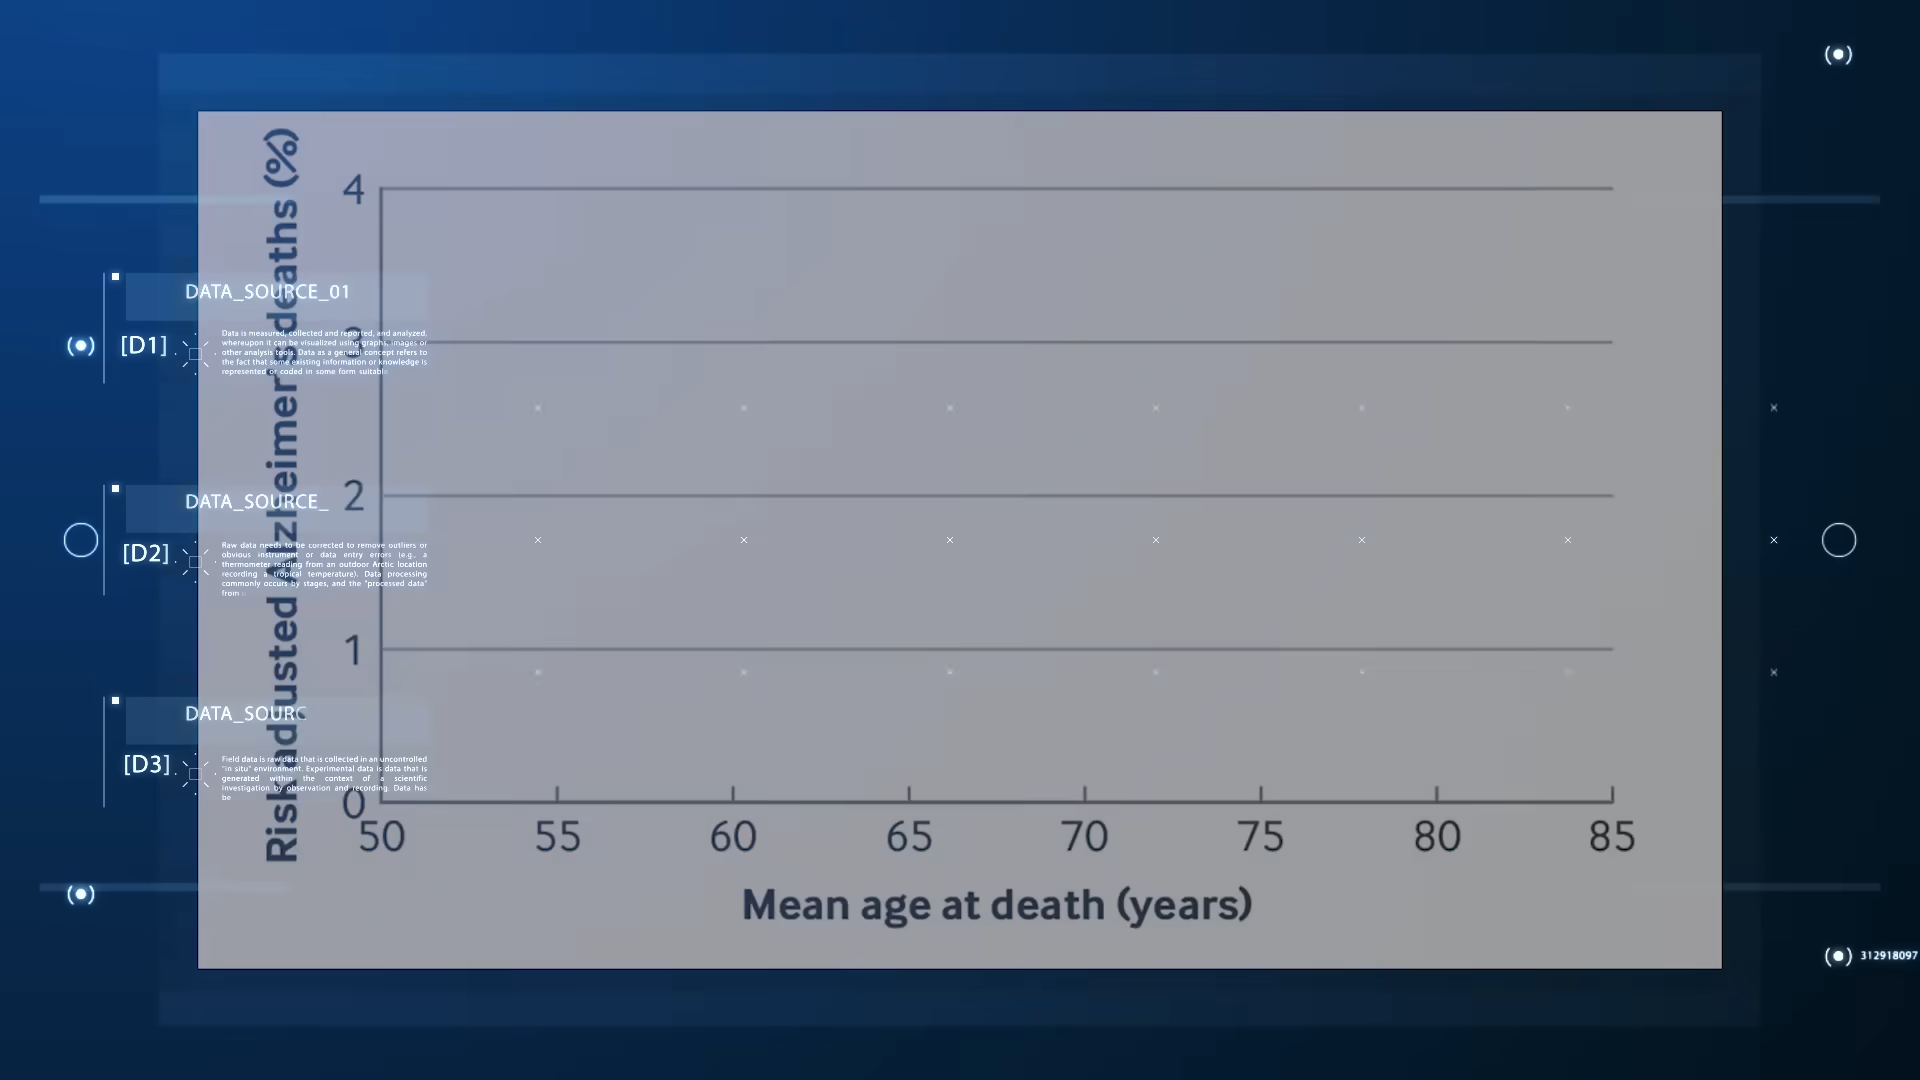 Risk adusted Alzheimer's deaths (%)
4
3
2
1
0
50 55 60 65 70 75 80 85
Mean age at death (years)
DATA_SOURCE_01
[D1]
Data is measured, collected and reported, and analyzed,
whereupon it can be visualized using graphs, images or
other analysis tools. Data as a general concept refers to
the fact that some existing information or knowledge is
represented or coded in some form suitable
DATA_SOURCE_
[D2]
Raw data needs to be corrected to remove outliers or
obvious instrument or data entry errors (e.g., a
thermometer reading from an outdoor Arctic location
recording a tropical temperature). Data processing
commonly occurs by stages, and the "processed data"
from
DATA_SOURC
[D3]
Field data is raw data that is collected in an uncontrolled
"in situ" environment. Experimental data is data that is
generated within the context of a scientific
investigation by observation and recording. Data has
be
312918097